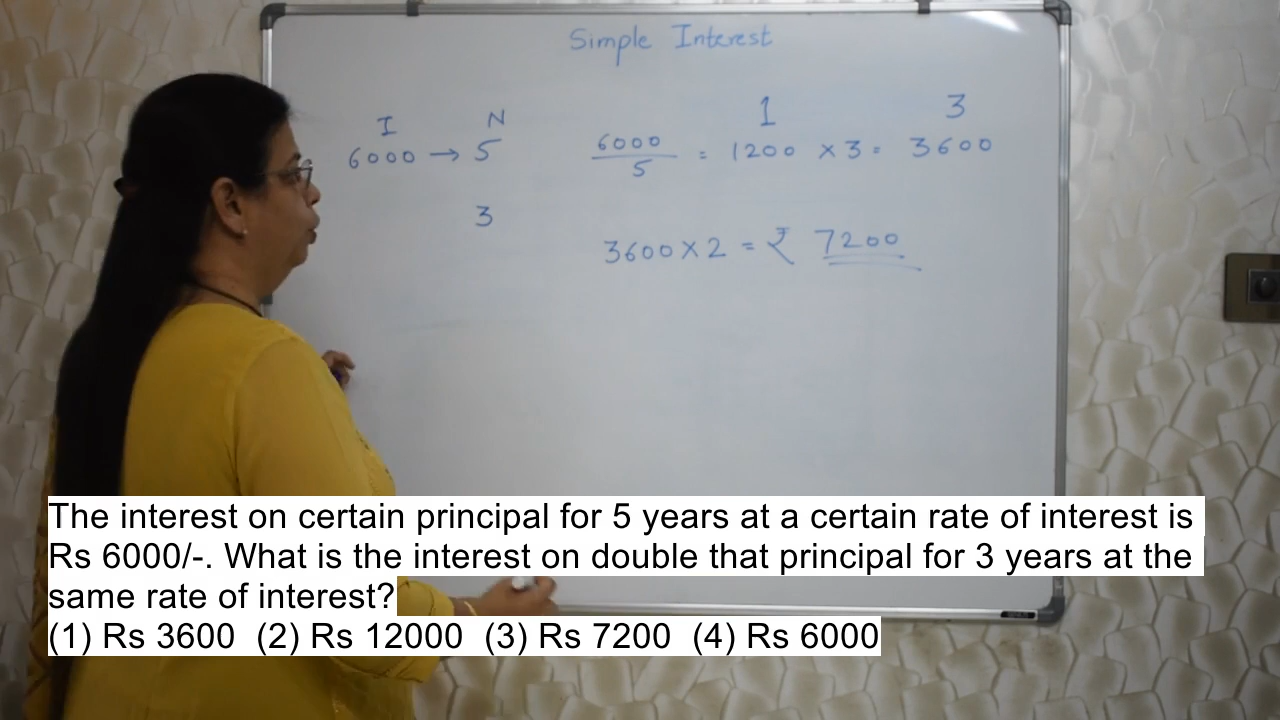 Simple Interest
I N
6000 → 5
3
1 3
6000/5 = 1200 × 3 = 3600
3600 × 2 = ₹ 7200
The interest on certain principal for 5 years at a certain rate of interest is
Rs 6000/-. What is the interest on double that principal for 3 years at the
same rate of interest?
(1) Rs 3600 (2) Rs 12000 (3) Rs 7200 (4) Rs 6000